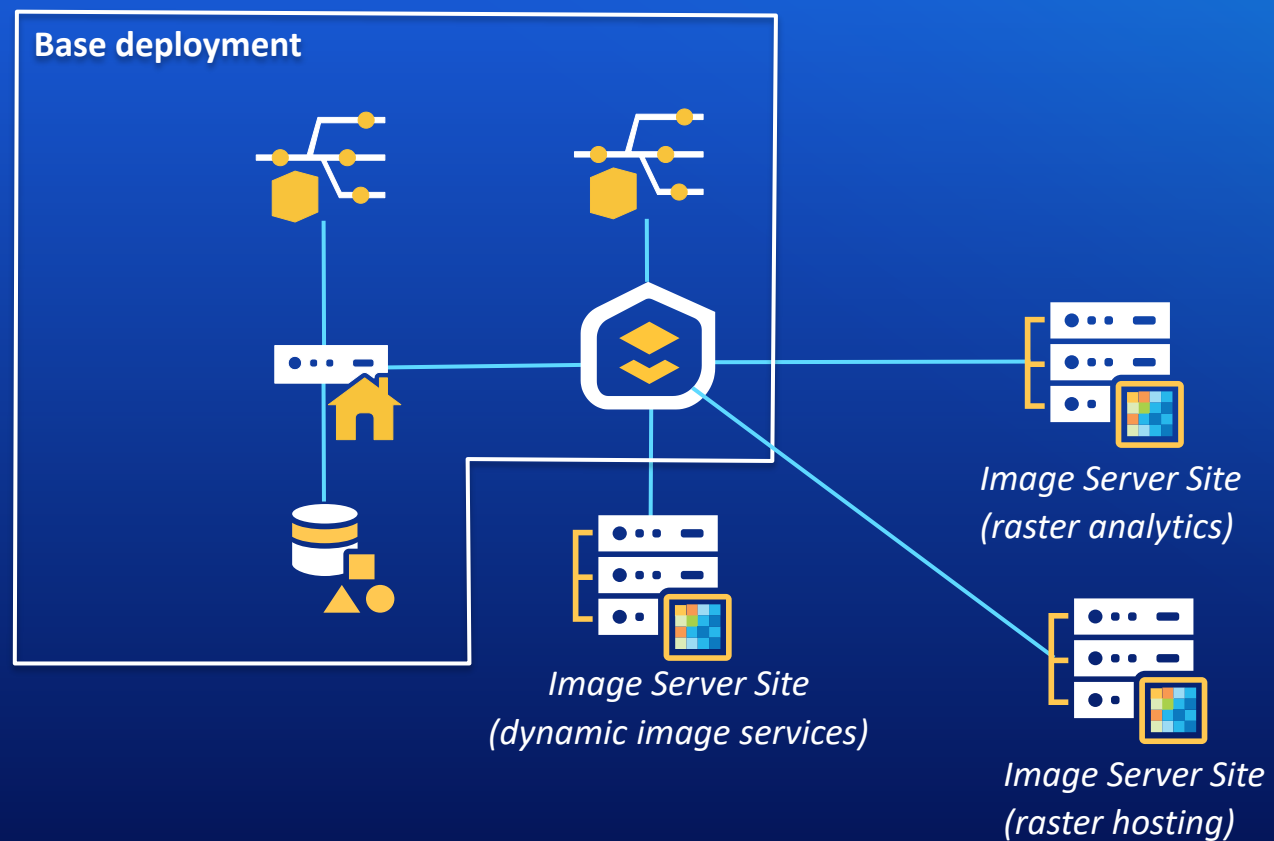 Base deployment
Image Server Site
(raster analytics)
Image Server Site
(dynamic image services)
Image Server Site
(raster hosting)